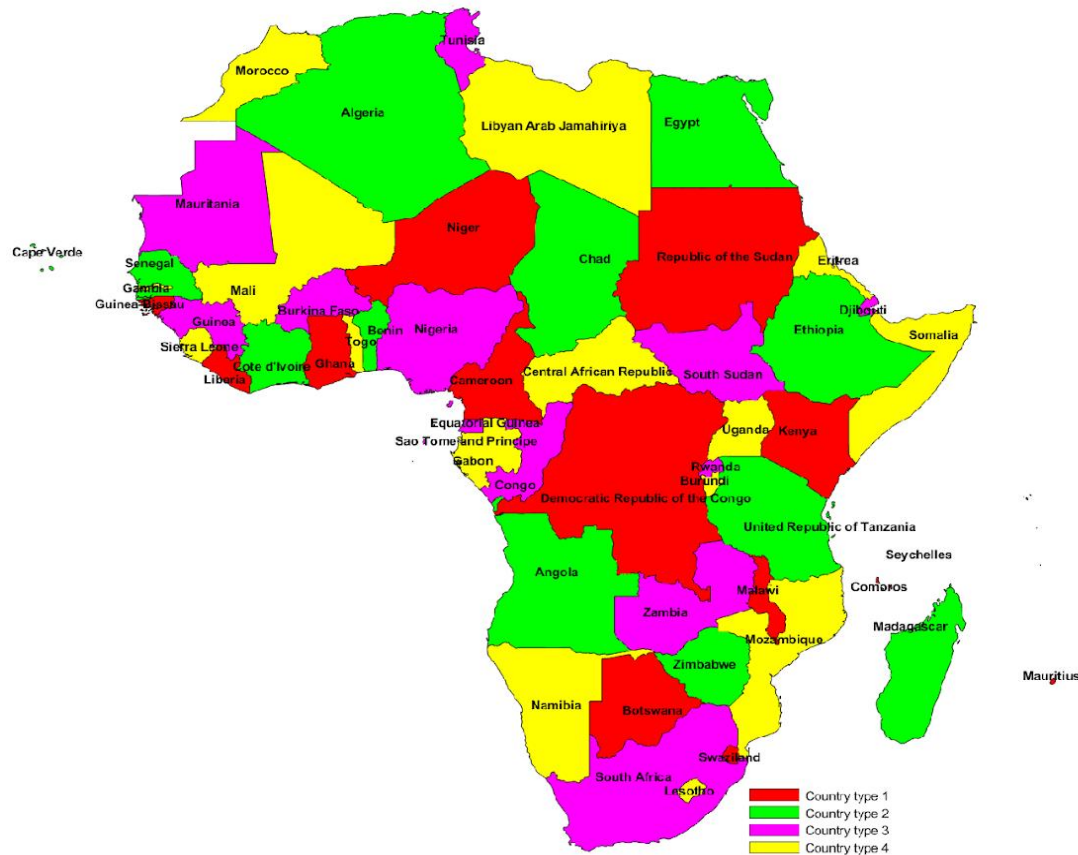 Tunisia
Morocco
Algeria
Libyan Arab Jamahiriya
Egypt
Mauritania
Niger
Cape Verde
Senegal
Chad
Republic of the Sudan
Eritrea
Gambia
Mali
Guinea-Bissau
Burkina Faso
Djibouti
Guinea
Benin
Nigeria
Ethiopia
Somalia
Sierra Leone
Togo
Cote d'Ivoire
Ghana
Liberia
Central African Republic
South Sudan
Cameroon
Equatorial Guinea
Uganda
Kenya
Sao Tome and Principe
Gabon
Rwanda
Congo
Burundi
Democratic Republic of the Congo
United Republic of Tanzania
Seychelles
Angola
Malawi
Comoros
Zambia
Madagascar
Mozambique
Zimbabwe
Mauritius
Namibia
Botswana
Swaziland
South Africa
Lesotho
Country type 1
Country type 2
Country type 3
Country type 4